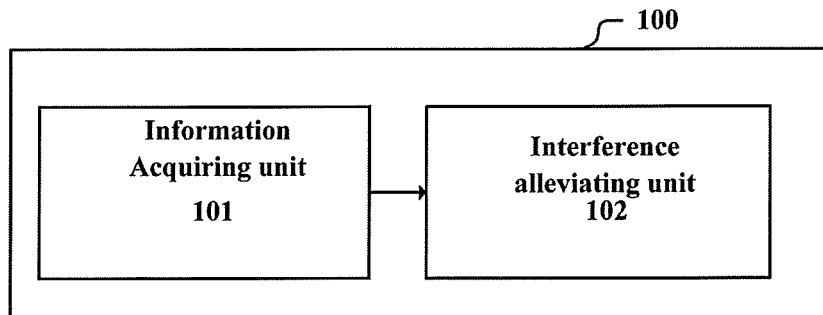 100
Information
Acquiring unit
101
Interference
alleviating unit
102